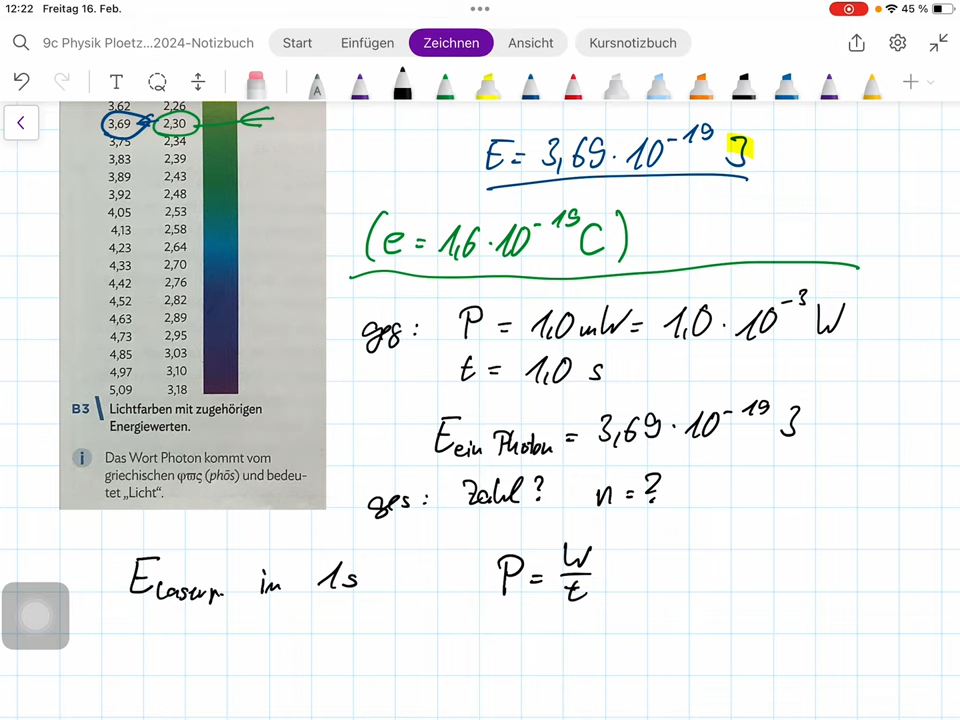 12:22 Freitag 16. Feb. 45 %
9c Physik Ploetz...2024-Notizbuch Start Einfügen Zeichnen Ansicht Kursnotizbuch
3,62 2,26
3,69 2,30
3,75 2,34
3,83 2,39
3,89 2,43
3,92 2,48
4,05 2,53
4,13 2,58
4,23 2,64
4,33 2,70
4,42 2,76
4,52 2,82
4,63 2,89
4,73 2,95
4,85 3,03
4,97 3,10
5,09 3,18
B3 Lichtfarben mit zugehörigen
Energiewerten.
i Das Wort Photon kommt vom
griechischen φως (phōs) und bedeu-
tet „Licht".
E = 3,69 · 10^-19 J
(e = 1,6 · 10^-19 C)
geg: P = 1,0 mW = 1,0 · 10^-3 W
t = 1,0 s
E ein Photon = 3,69 · 10^-19 J
ges: Zahl? n = ?
E Laserp. in 1s P = W/t